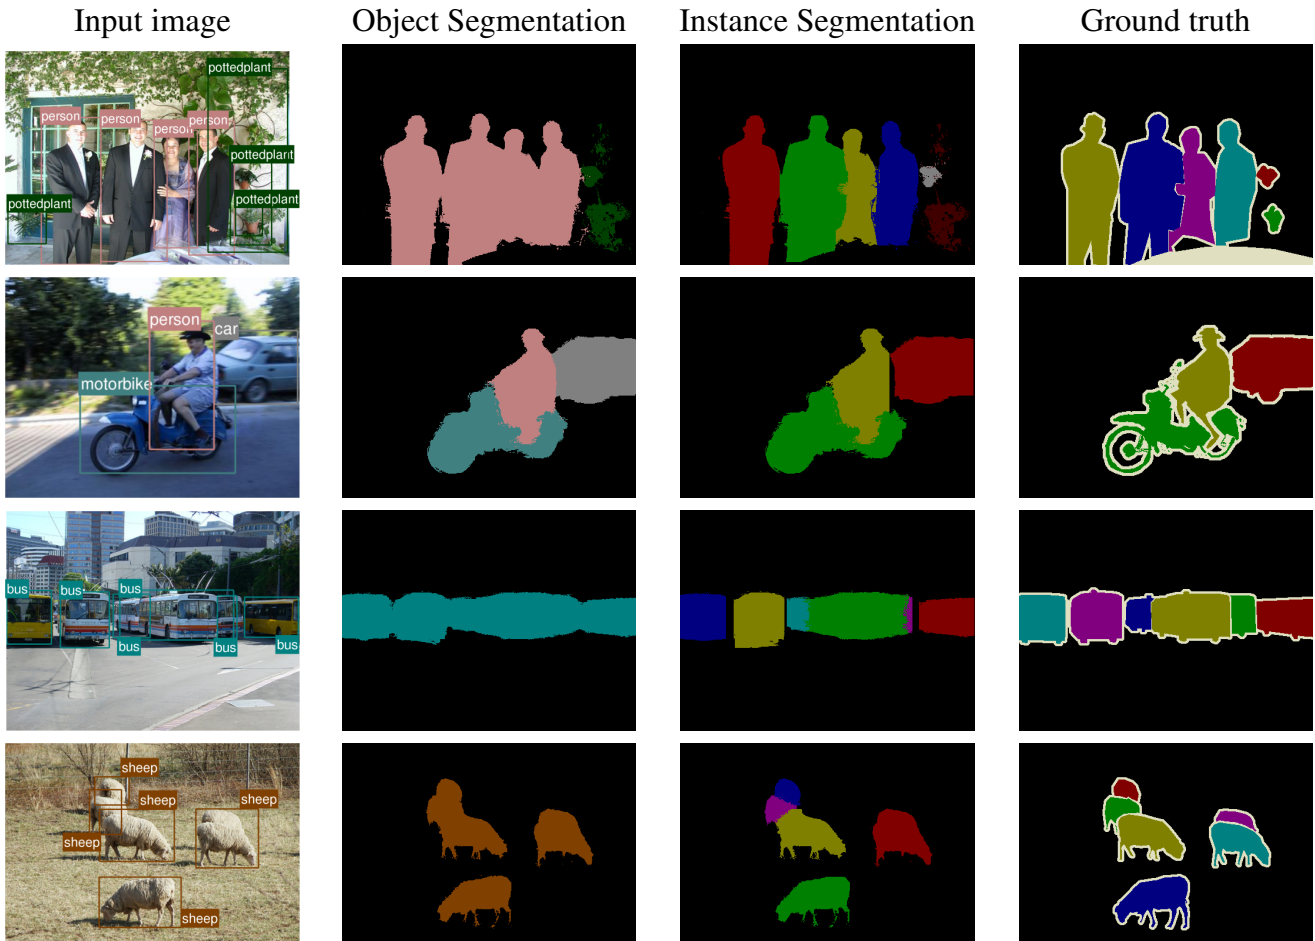 Input image
Object Segmentation
Instance Segmentation
Ground truth
pottedplant
person
person
person
person
pottedplant
pottedplant
pottedplant
person
car
motorbike
bus
bus
bus
bus
bus
bus
sheep
sheep
sheep
sheep
sheep